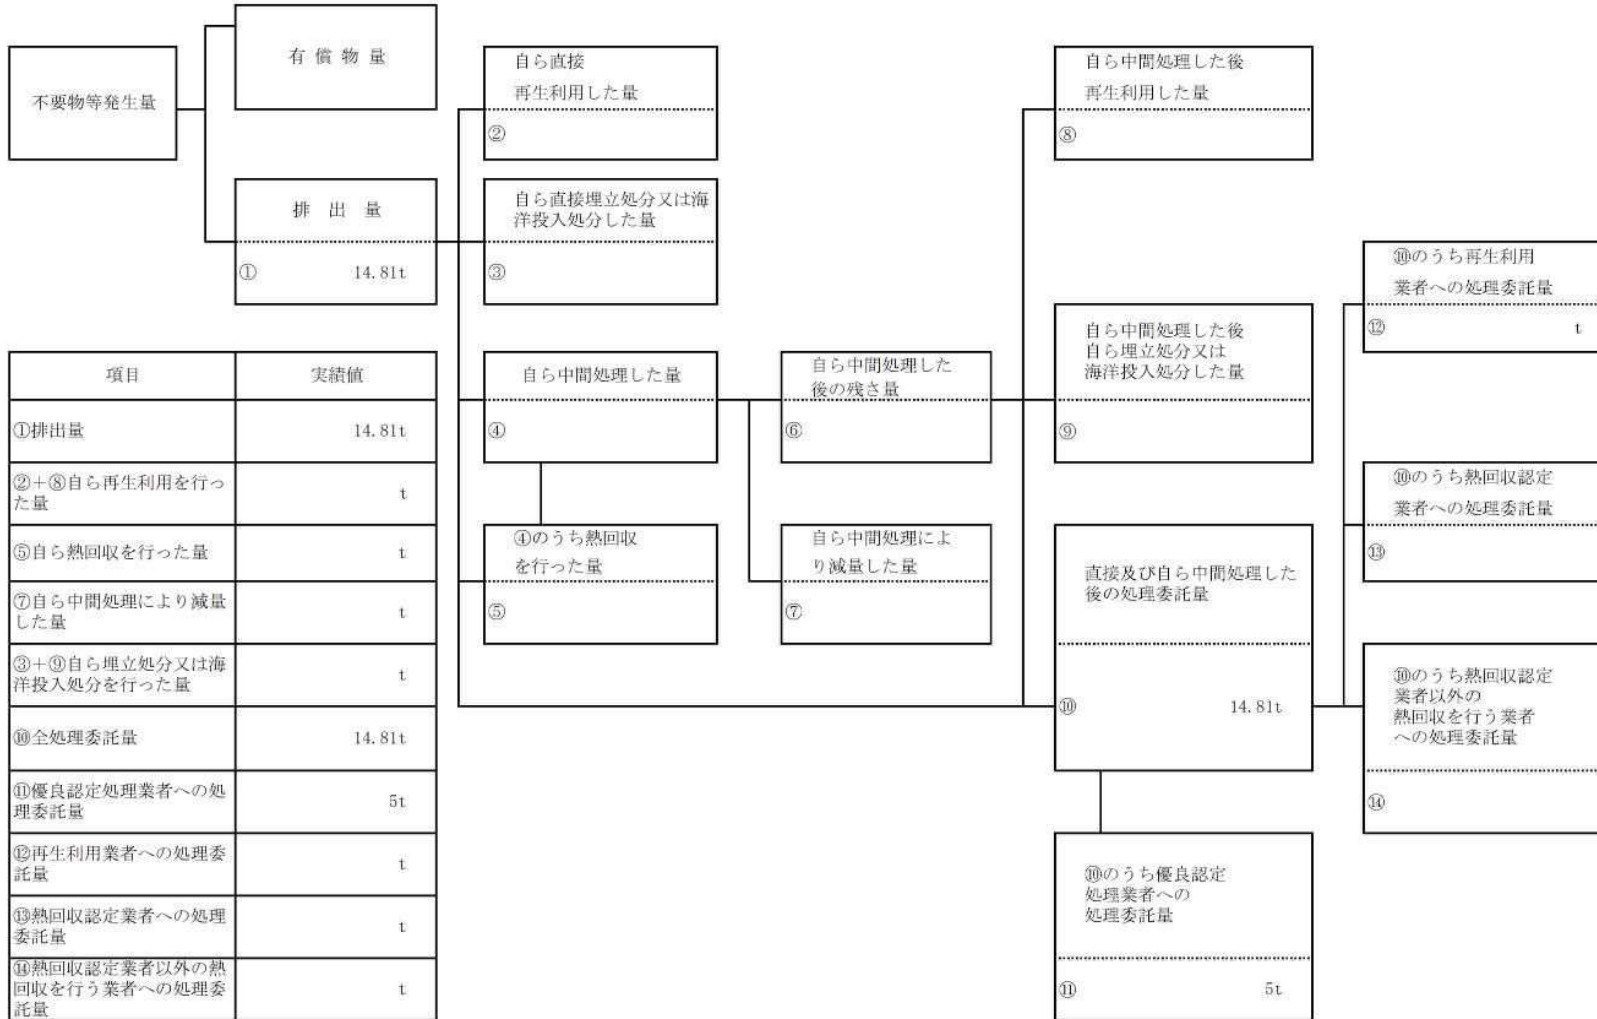 不要物等発生量
有 償 物 量
排 出 量
① 14.81t
自ら直接
再生利用した量
②
自ら直接埋立処分又は海
洋投入処分した量
③
自ら中間処理した量
④
④のうち熱回収
を行った量
⑤
自ら中間処理した
後の残さ量
⑥
自ら中間処理によ
り減量した量
⑦
自ら中間処理した後
再生利用した量
⑧
自ら中間処理した後
自ら埋立処分又は
海洋投入処分した量
⑨
直接及び自ら中間処理した
後の処理委託量
⑩ 14.81t
⑩のうち優良認定
処理業者への
処理委託量
⑪ 5t
⑩のうち再生利用
業者への処理委託量
⑫ t
⑩のうち熱回収認定
業者への処理委託量
⑬
⑩のうち熱回収認定
業者以外の
熱回収を行う業者
への処理委託量
⑭
項目 実績値
①排出量 14.81t
②+⑧自ら再生利用を行っ
た量 t
⑤自ら熱回収を行った量 t
⑦自ら中間処理により減量
した量 t
③+⑨自ら埋立処分又は海
洋投入処分を行った量 t
⑩全処理委託量 14.81t
⑪優良認定処理業者への処
理委託量 5t
⑫再生利用業者への処理委
託量 t
⑬熱回収認定業者への処理
委託量 t
⑭熱回収認定業者以外の熱
回収を行う業者への処理委
託量 t